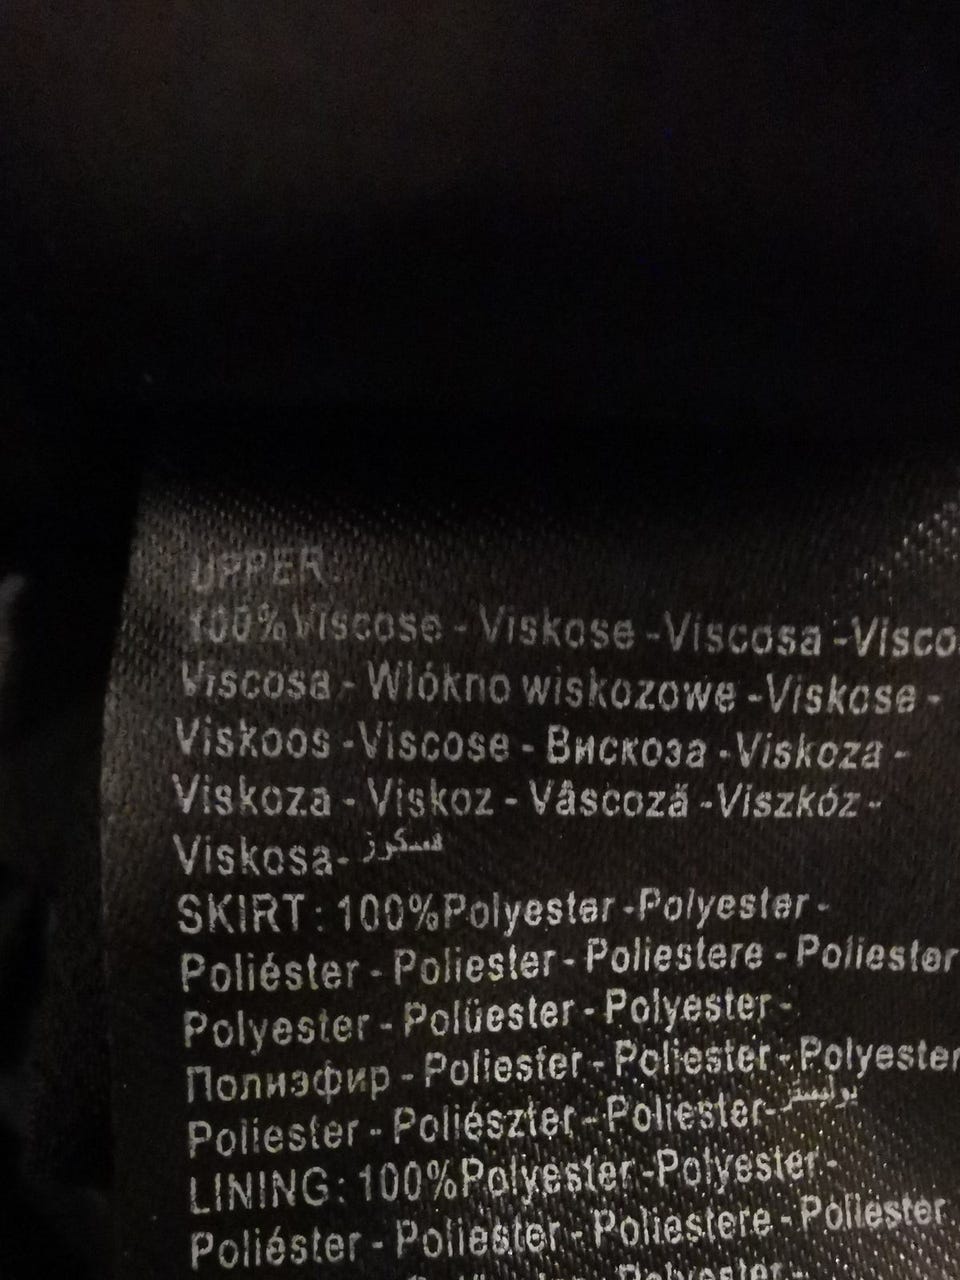 UPPER:
100%Viscose - Viskose -Viscosa -Visco
Viscosa - Wlókno wiskozowe -Viskose -
Viskoos -Viscose - Вискоза -Viskoza -
Viskoza - Viskoz - Vâscoză -Viszkóz -
Viskosa- فسكوز
SKIRT : 100%Polyester -Polyester -
Poliéster - Poliester - Poliestere - Poliester
Polyester - Polüester - Polyester -
Полиэфир - Poliester - Poliester - Polyester
Poliester - Poliészter - Poliester- بوليستر
LINING : 100%Polyester -Polyester -
Poliéster - Poliester - Poliestere - Poliester